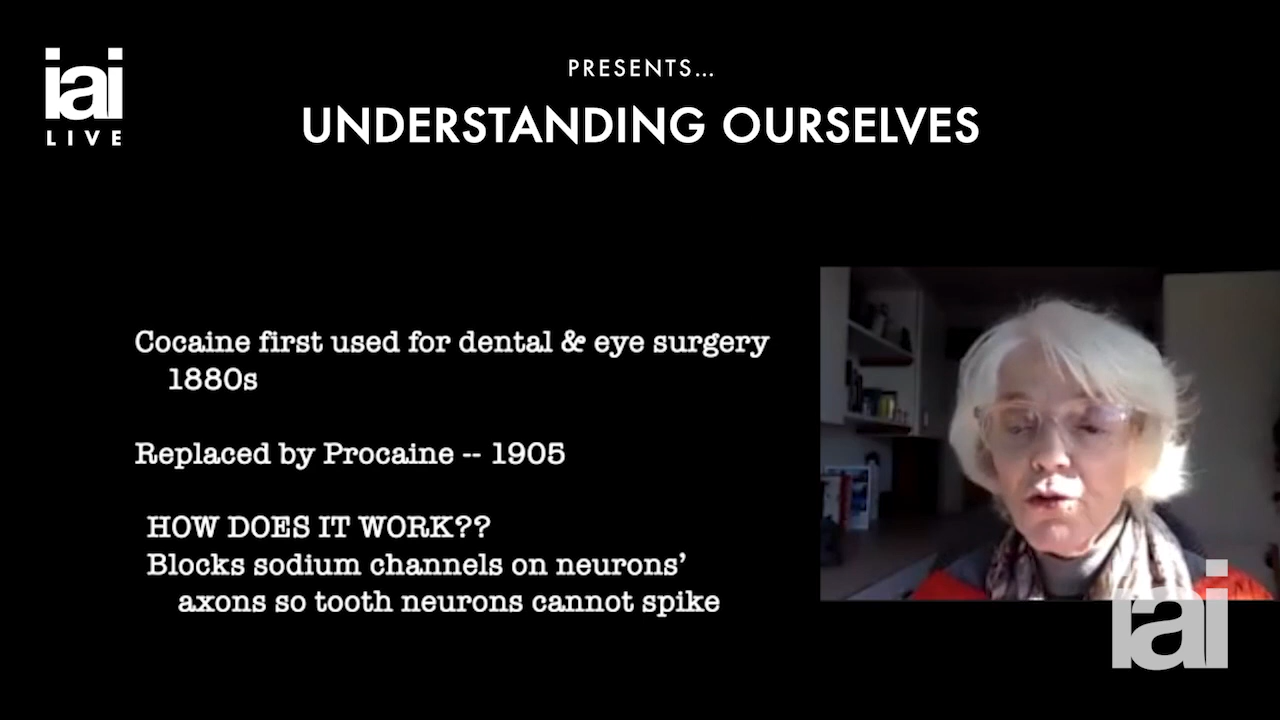 iai
LIVE
PRESENTS...
UNDERSTANDING OURSELVES
Cocaine first used for dental & eye surgery
1880s
Replaced by Procaine -- 1905
HOW DOES IT WORK??
Blocks sodium channels on neurons’
axons so tooth neurons cannot spike
iai